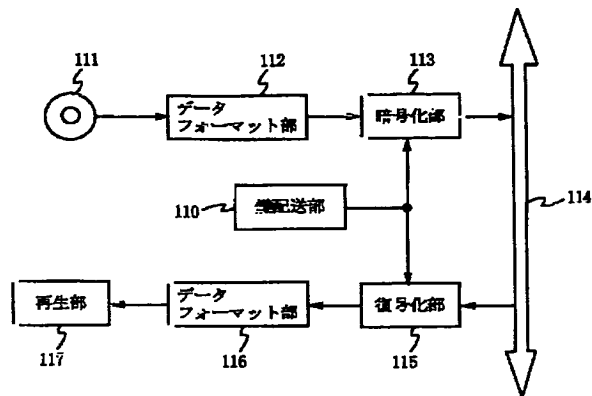 111
112
113
データ
フォーマット部
暗号化部
110
鍵配送部
114
再生部
データ
フォーマット部
復号化部
117
116
115